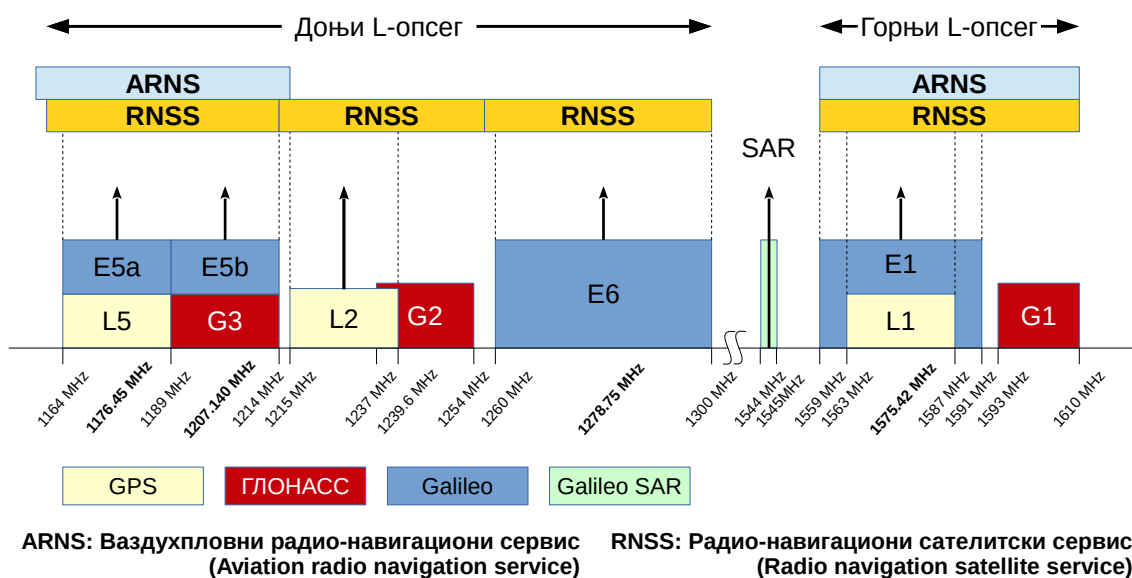 Доњи L-опсег
Горњи L-опсег
ARNS
ARNS
RNSS
RNSS
RNSS
RNSS
SAR
E5a
E5b
E6
E1
L5
G3
L2
G2
L1
G1
1164 MHz
1176.45 MHz
1189 MHz
1207.140 MHz
1214 MHz
1215 MHz
1237 MHz
1239.6 MHz
1254 MHz
1260 MHz
1278.75 MHz
1300 MHz
1544 MHz
1545MHz
1559 MHz
1563 MHz
1575.42 MHz
1587 MHz
1591 MHz
1593 MHz
1610 MHz
GPS
ГЛОНАСС
Galileo
Galileo SAR
ARNS: Ваздухпловни радио-навигациони сервис
(Aviation radio navigation service)
RNSS: Радио-навигациони сателитски сервис
(Radio navigation satellite service)